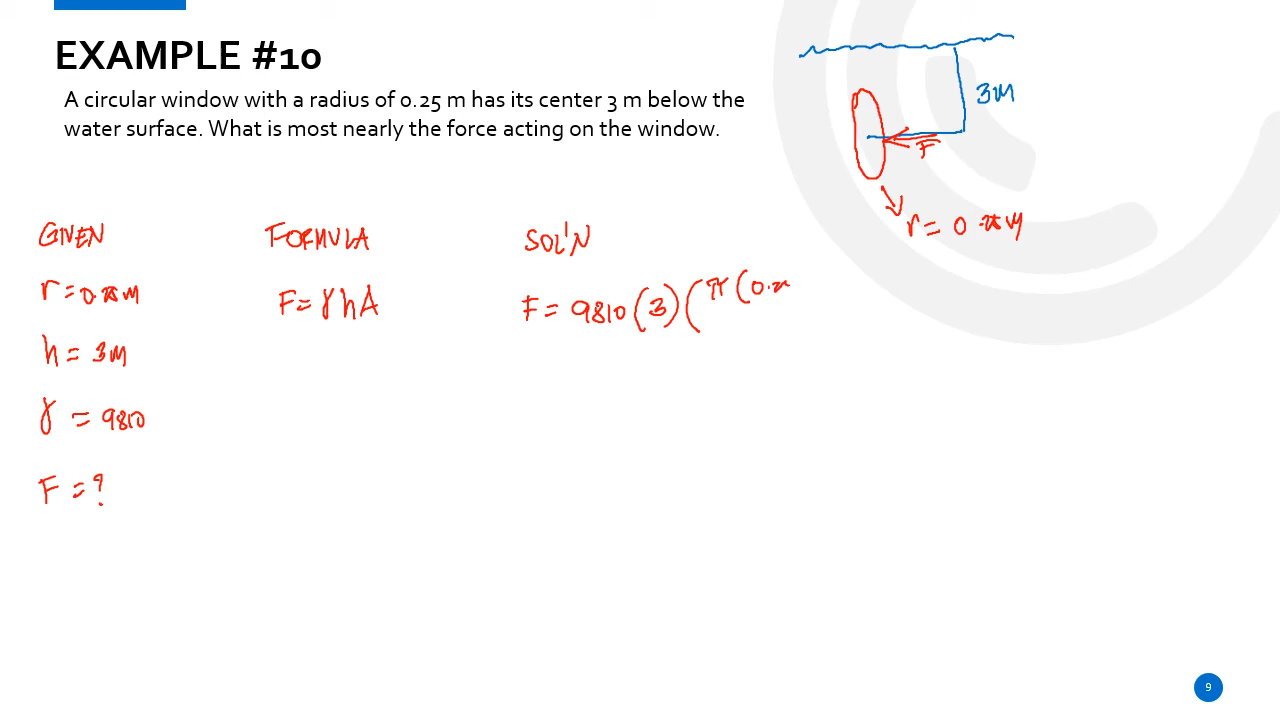 EXAMPLE #10
A circular window with a radius of 0.25 m has its center 3 m below the
water surface. What is most nearly the force acting on the window.
3M
F
r = 0.25 M
GIVEN
FORMULA
SOL'N
r = 0.25 M
F = γ h A
F = 9810 (3) ( π (0.2
h = 3M
γ = 9810
F = ?
9